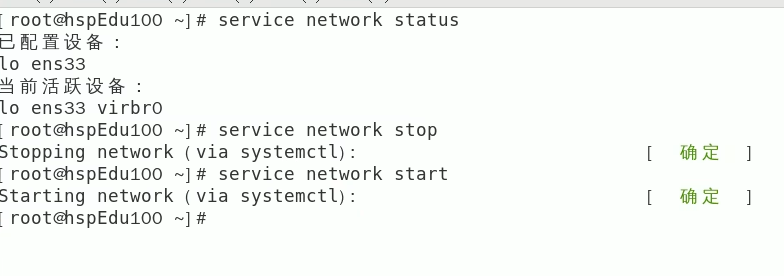 [root@hspEdu100 ~]# service network status
已配置设备：
lo ens33
当前活跃设备：
lo ens33 virbr0
[root@hspEdu100 ~]# service network stop
Stopping network (via systemctl): [ 确定 ]
[root@hspEdu100 ~]# service network start
Starting network (via systemctl): [ 确定 ]
[root@hspEdu100 ~]#